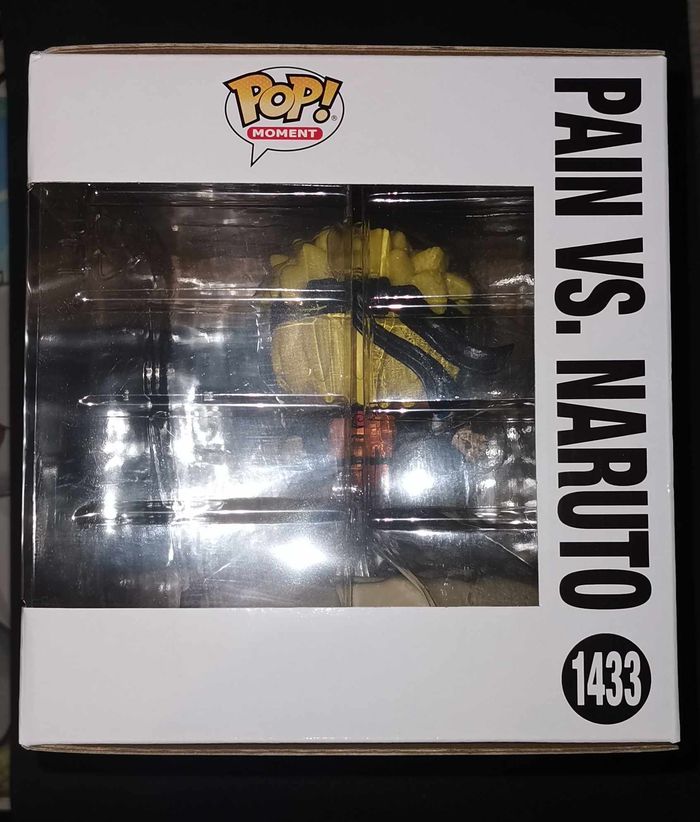 POP!
MOMENT
PAIN VS. NARUTO
1433